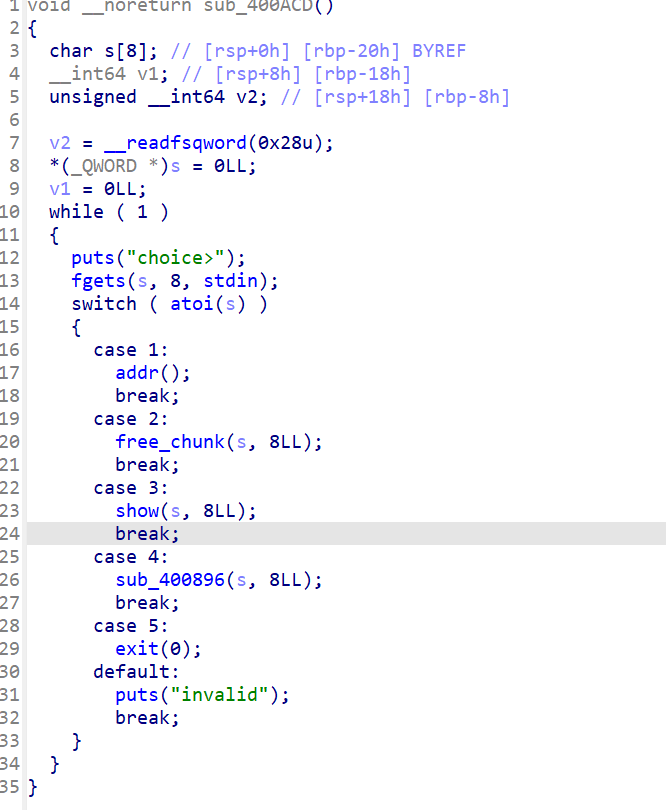 1 void __noreturn sub_400ACD()
2 {
3 char s[8]; // [rsp+0h] [rbp-20h] BYREF
4 __int64 v1; // [rsp+8h] [rbp-18h]
5 unsigned __int64 v2; // [rsp+18h] [rbp-8h]
6
7 v2 = __readfsqword(0x28u);
8 *(_QWORD *)s = 0LL;
9 v1 = 0LL;
10 while ( 1 )
11 {
12 puts("choice>");
13 fgets(s, 8, stdin);
14 switch ( atoi(s) )
15 {
16 case 1:
17 addr();
18 break;
19 case 2:
20 free_chunk(s, 8LL);
21 break;
22 case 3:
23 show(s, 8LL);
24 break;
25 case 4:
26 sub_400896(s, 8LL);
27 break;
28 case 5:
29 exit(0);
30 default:
31 puts("invalid");
32 break;
33 }
34 }
35 }